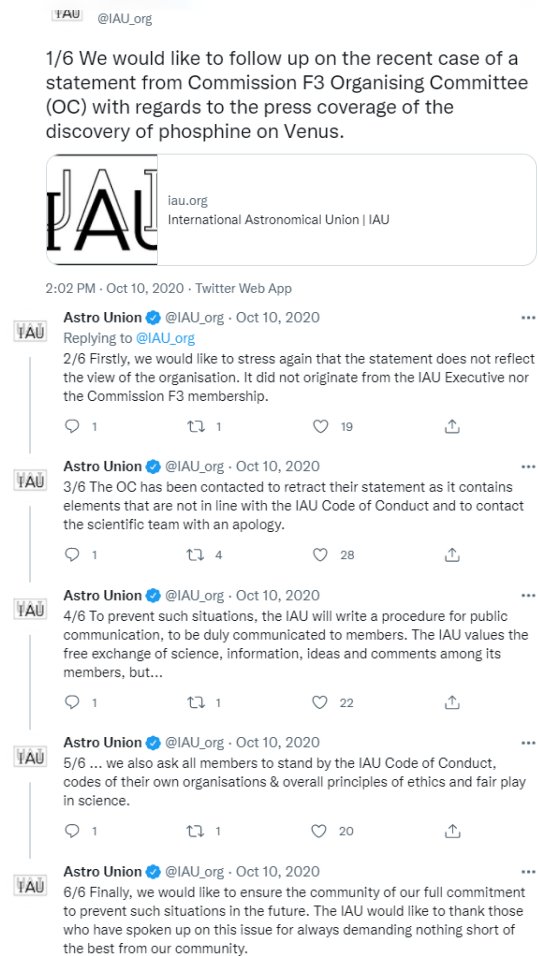 IAU
@IAU_org
1/6 We would like to follow up on the recent case of a
statement from Commission F3 Organising Committee
(OC) with regards to the press coverage of the
discovery of phosphine on Venus.
IAU
iau.org
International Astronomical Union | IAU
2:02 PM · Oct 10, 2020 · Twitter Web App
IAU
Astro Union @IAU_org · Oct 10, 2020
Replying to @IAU_org
2/6 Firstly, we would like to stress again that the statement does not reflect
the view of the organisation. It did not originate from the IAU Executive nor
the Commission F3 membership.
1 1 19
IAU
Astro Union @IAU_org · Oct 10, 2020
3/6 The OC has been contacted to retract their statement as it contains
elements that are not in line with the IAU Code of Conduct and to contact
the scientific team with an apology.
1 4 28
IAU
Astro Union @IAU_org · Oct 10, 2020
4/6 To prevent such situations, the IAU will write a procedure for public
communication, to be duly communicated to members. The IAU values the
free exchange of science, information, ideas and comments among its
members, but...
1 1 22
IAU
Astro Union @IAU_org · Oct 10, 2020
5/6 ... we also ask all members to stand by the IAU Code of Conduct,
codes of their own organisations & overall principles of ethics and fair play
in science.
1 1 20
IAU
Astro Union @IAU_org · Oct 10, 2020
6/6 Finally, we would like to ensure the community of our full commitment
to prevent such situations in the future. The IAU would like to thank those
who have spoken up on this issue for always demanding nothing short of
the best from our community.